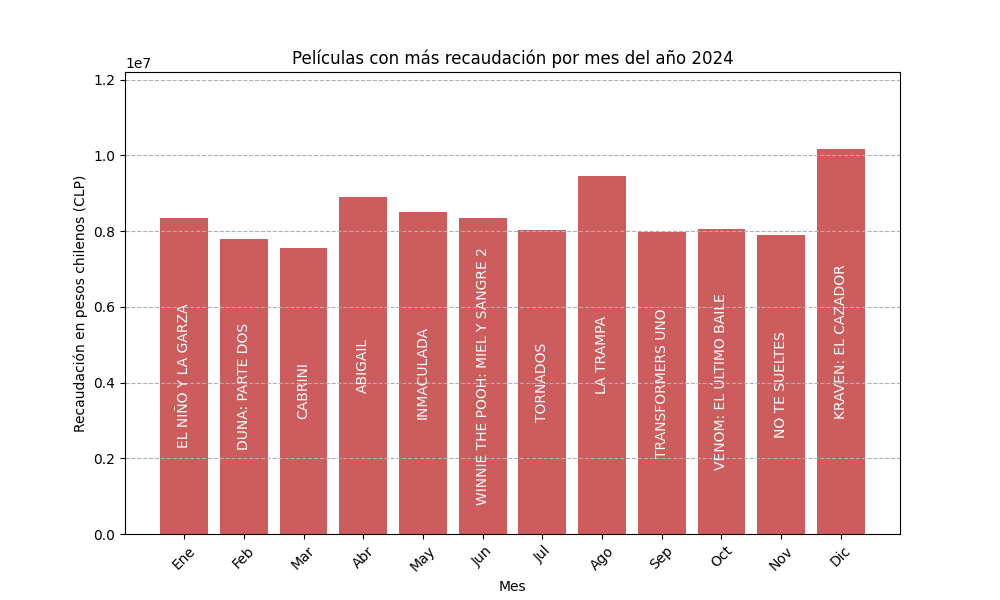 Películas con más recaudación por mes del año 2024
1e7
Recaudación en pesos chilenos (CLP)
1.2
1.0
0.8
0.6
0.4
0.2
0.0
EL NIÑO Y LA GARZA
DUNA: PARTE DOS
CABRINI
ABIGAIL
INMACULADA
WINNIE THE POOH: MIEL Y SANGRE 2
TORNADOS
LA TRAMPA
TRANSFORMERS UNO
VENOM: EL ÚLTIMO BAILE
NO TE SUELTES
KRAVEN: EL CAZADOR
Ene
Feb
Mar
Abr
May
Jun
Jul
Ago
Sep
Oct
Nov
Dic
Mes